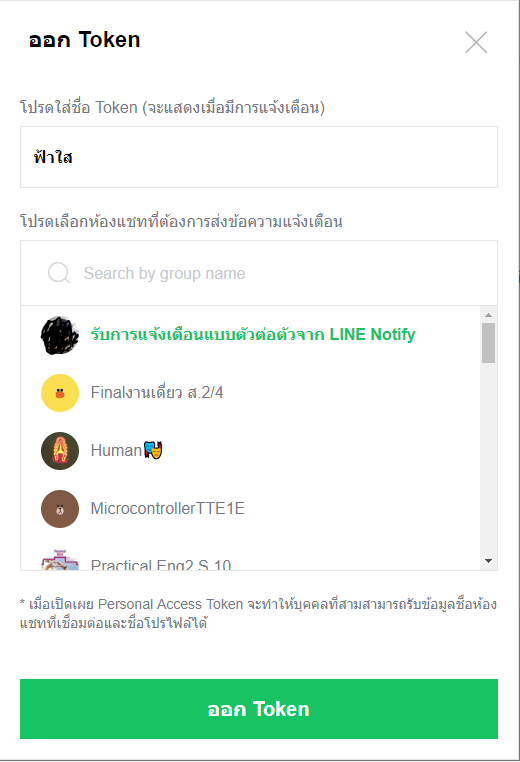 ออก Token
โปรดใส่ชื่อ Token (จะแสดงเมื่อมีการแจ้งเตือน)
ฟ้าใส
โปรดเลือกห้องแชทที่ต้องการส่งข้อความแจ้งเตือน
Search by group name
รับการแจ้งเตือนแบบตัวต่อตัวจาก LINE Notify
Finalงานเดี่ยว ส.2/4
Human
MicrocontrollerTTE1E
Practical Eng2 S.10
* เมื่อเปิดเผย Personal Access Token จะทำให้บุคคลที่สามสามารถรับข้อมูลชื่อห้อง
แชทที่เชื่อมต่อและชื่อโปรไฟล์ได้
ออก Token